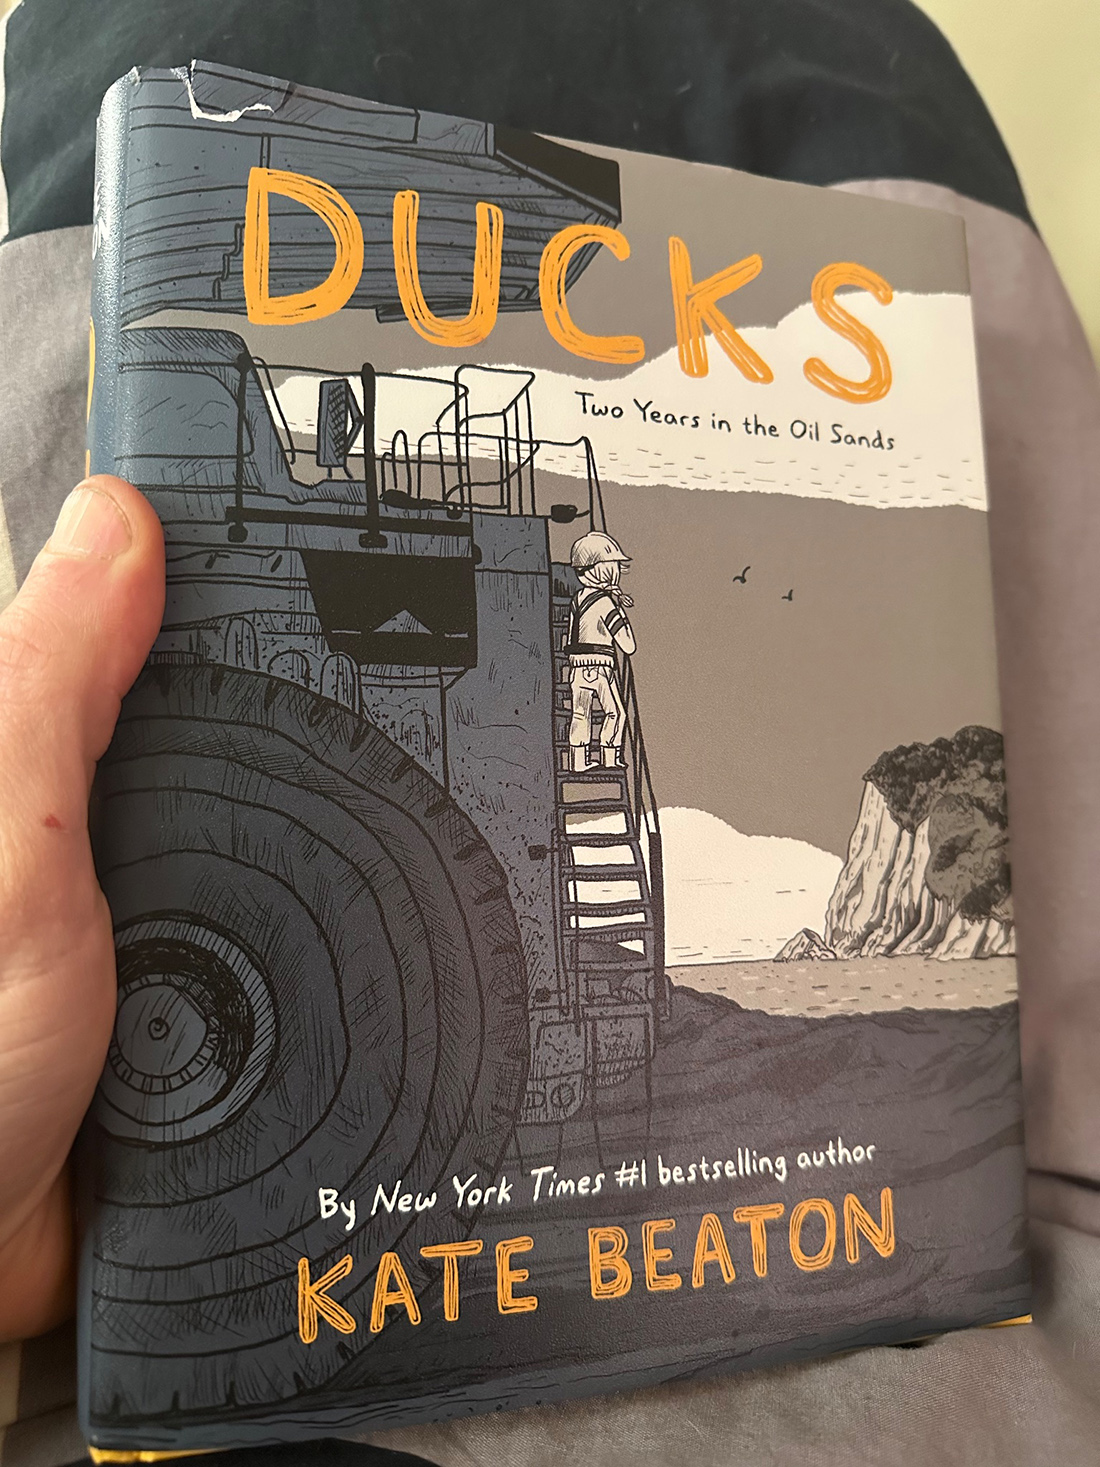 DUCKS
Two Years in the Oil Sands
By New York Times #1 bestselling author
KATE BEATON